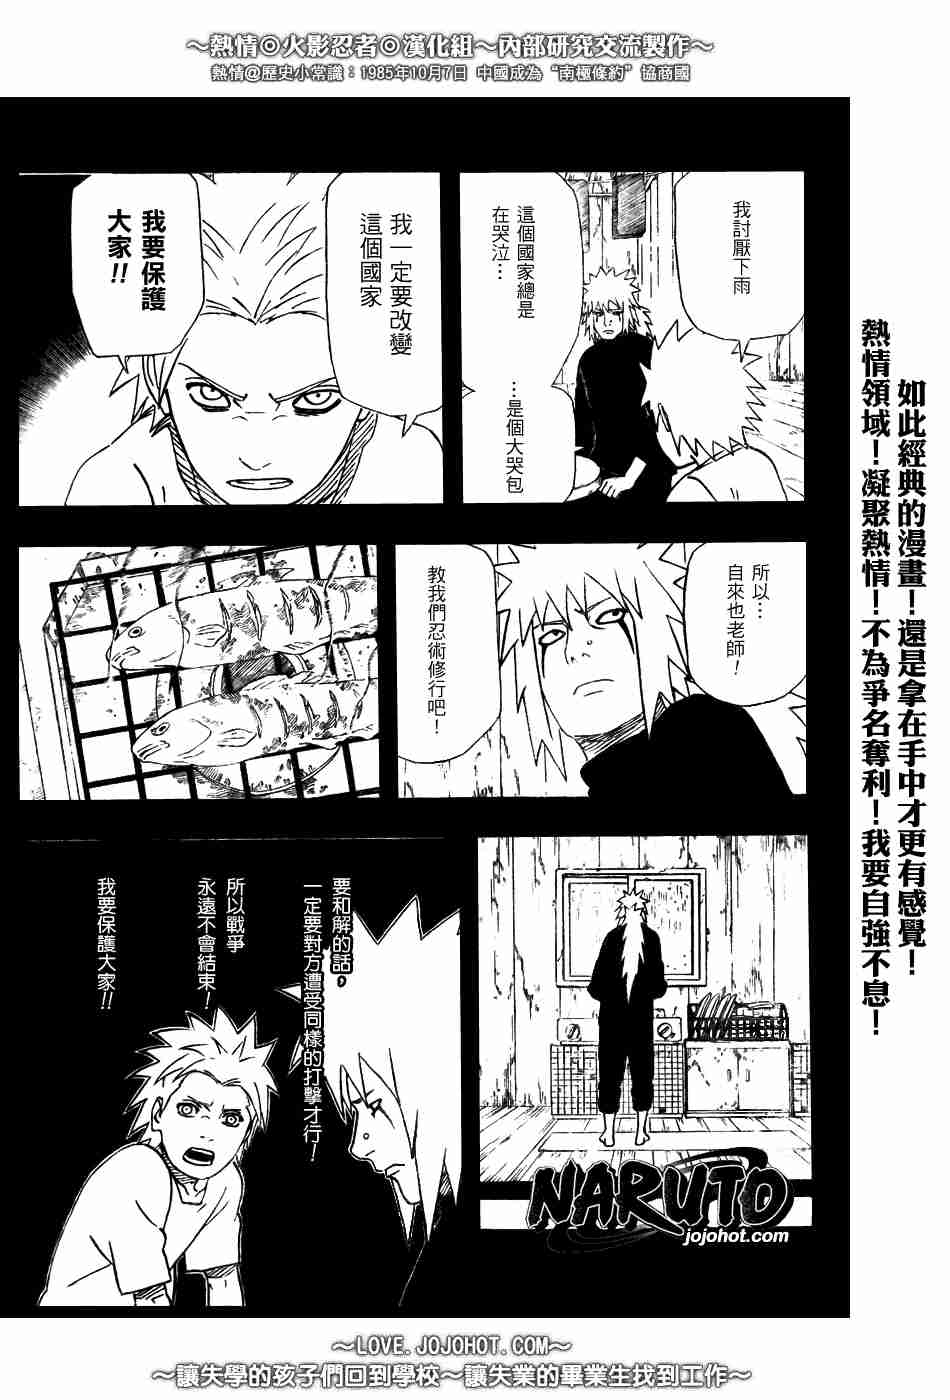 ～熱情◎火影忍者◎漢化組～內部研究交流製作～
熱情@歷史小常識：1985年10月7日 中國成為“南極條約”協商國
我討厭下雨
這個國家總是
在哭泣…
…是個大哭包
我一定要改變
這個國家
我要保護
大家!!
所以…
自來也老師！
教我們忍術修行吧！
要和解的話，
一定要對方遭受同樣的打擊才行！
所以戰爭
永遠不會結束！
我要保護大家!!
NARUTO
jojohot.com
如此經典的漫畫！還是拿在手中才更有感覺！
熱情領域！凝聚熱情！不為爭名奪利！我要自強不息！
～LOVE.JOJOHOT.COM～
～讓失學的孩子們回到學校～讓失業的畢業生找到工作～